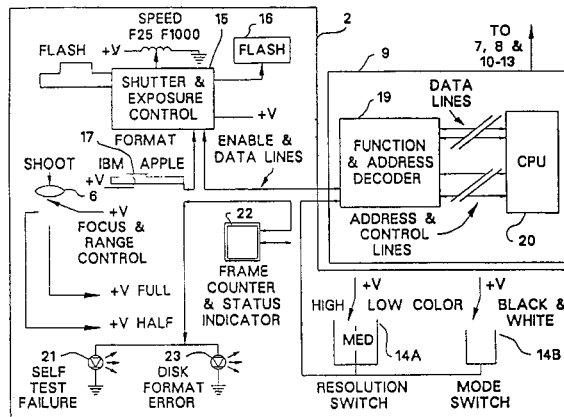 SPEED
F25 F1000
+V
15
16
2
TO
7, 8 &
10-13
FLASH
FLASH
9
SHUTTER &
EXPOSURE
CONTROL
+V
19
DATA
LINES
FUNCTION
& ADDRESS
DECODER
CPU
17
FORMAT
IBM APPLE
+V
ENABLE &
DATA LINES
SHOOT
6
+V
FOCUS &
RANGE
CONTROL
22
ADDRESS &
CONTROL
LINES
20
FRAME
COUNTER
& STATUS
INDICATOR
+V
+V
+V FULL
+V HALF
HIGH LOW COLOR
BLACK &
WHITE
MED
14A
14B
21
23
SELF
TEST
FAILURE
DISK
FORMAT
ERROR
RESOLUTION
SWITCH
MODE
SWITCH